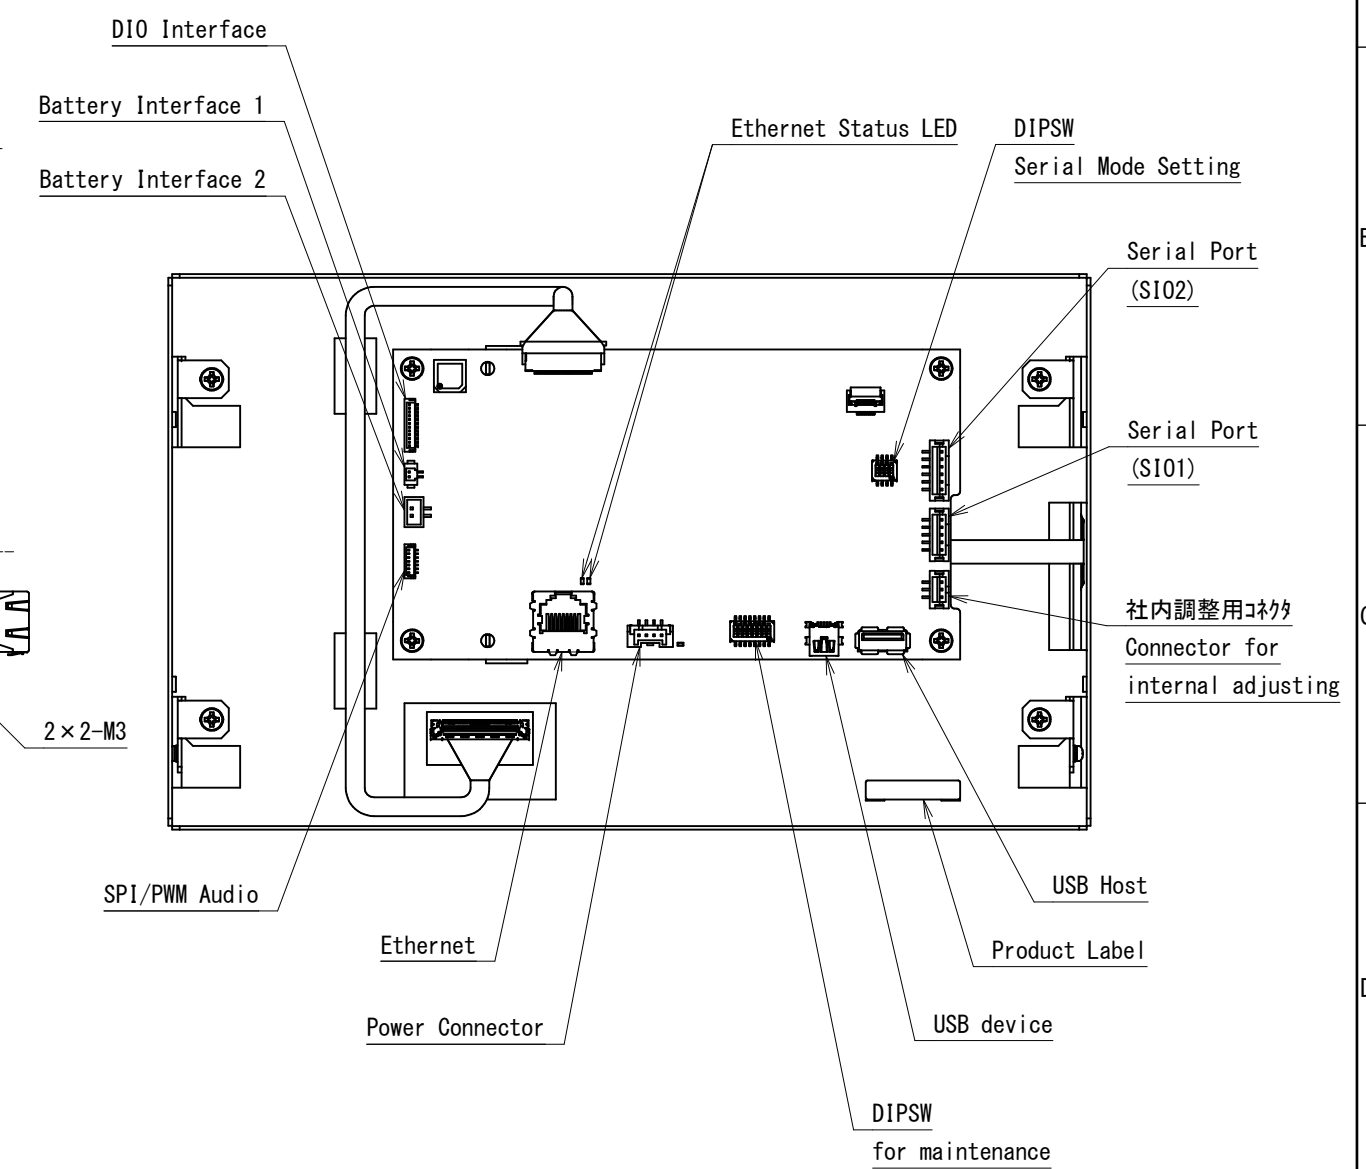 DIO Interface
Battery Interface 1
Ethernet Status LED
DIPSW
Serial Mode Setting
Battery Interface 2
Serial Port
(SIO2)
Serial Port
(SIO1)
社内調整用ｺﾈｸﾀ
Connector for
internal adjusting
2×2-M3
SPI/PWM Audio
USB Host
Ethernet
Product Label
Power Connector
USB device
DIPSW
for maintenance